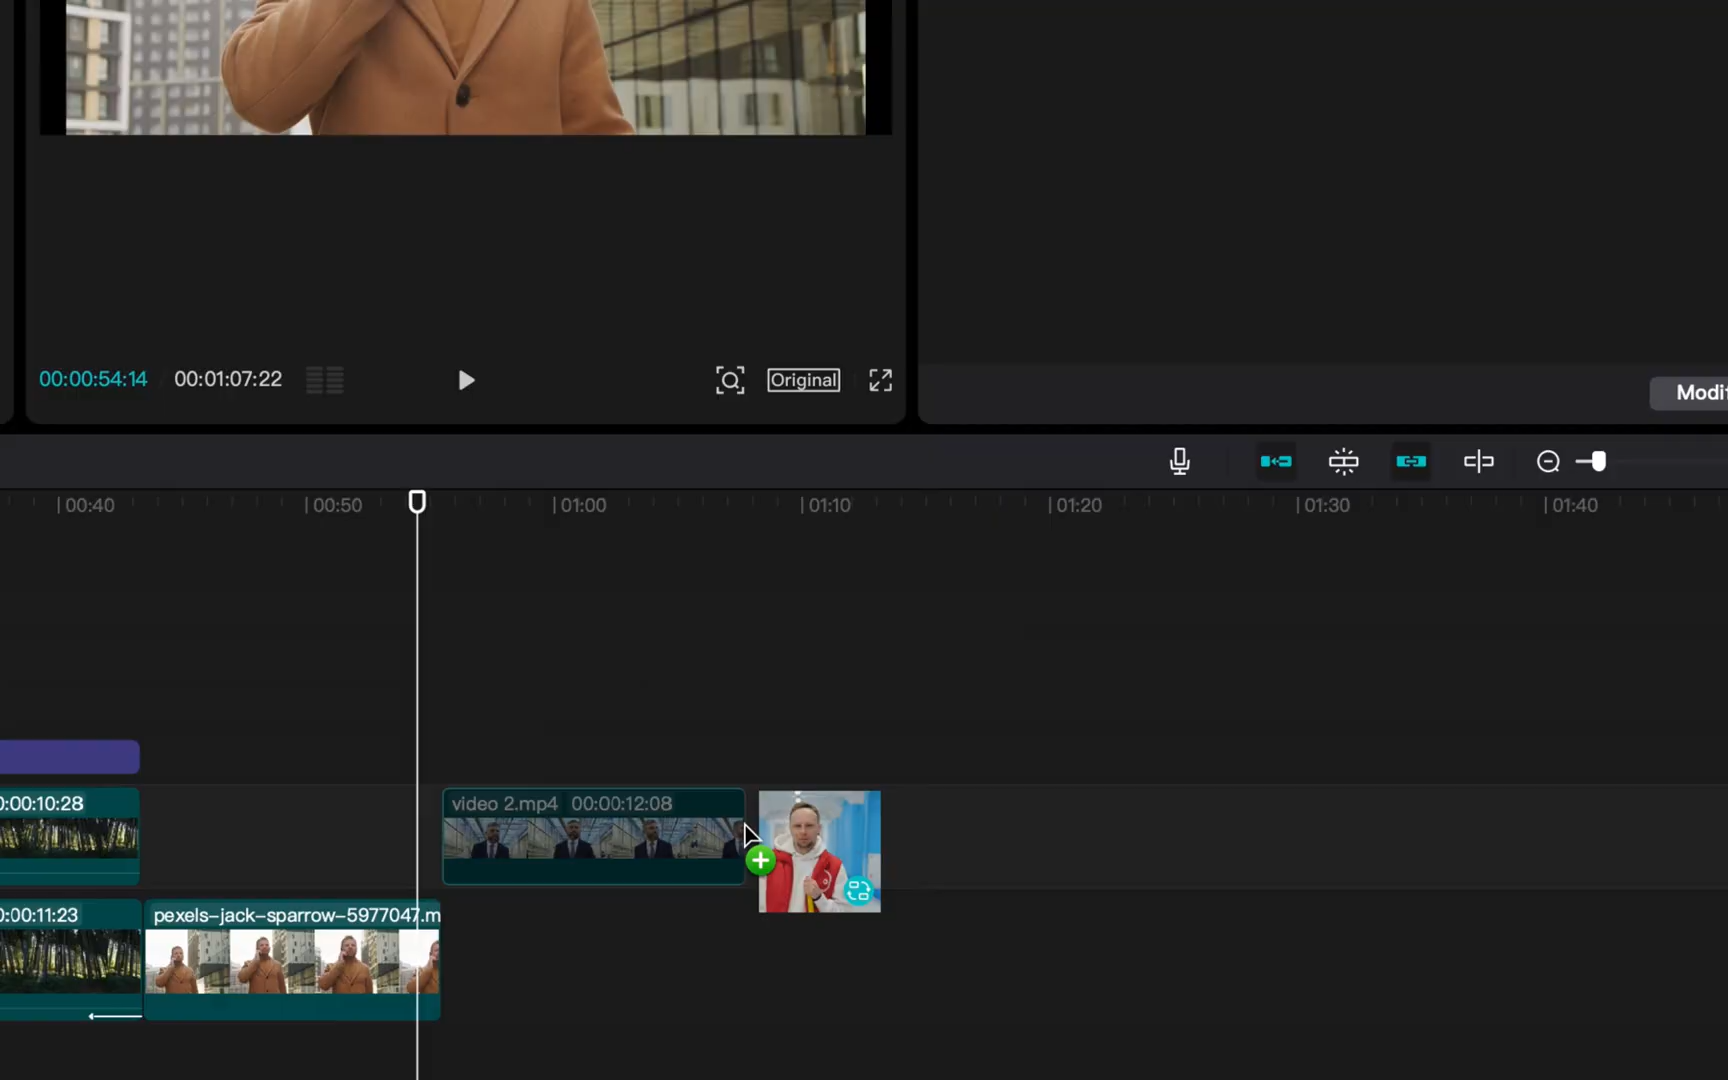 00:00:54:14 00:01:07:22
Original
Modif
00:40 00:50 01:00 01:10 01:20 01:30 01:40
0:00:10:28
video 2.mp4 00:00:12:08
0:00:11:23
pexels-jack-sparrow-5977047.m